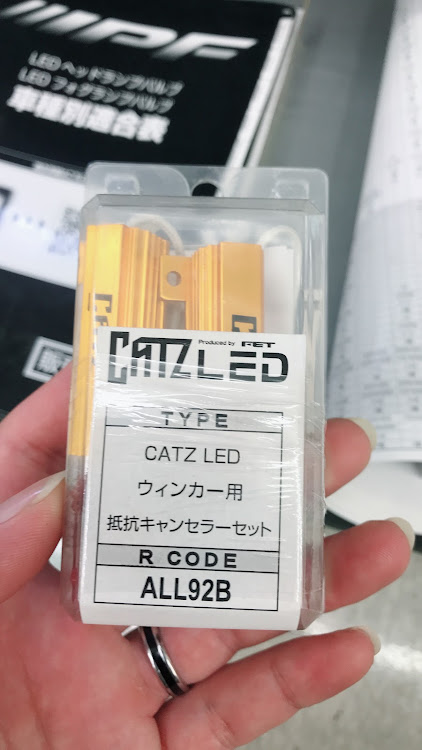 IPF
LED ヘッドランプバルブ
LED フォグランプバルブ
車種別適合表
CATZ LED
Produced by FET
TYPE
CATZ LED
ウィンカー用
抵抗キャンセラーセット
R CODE
ALL92B